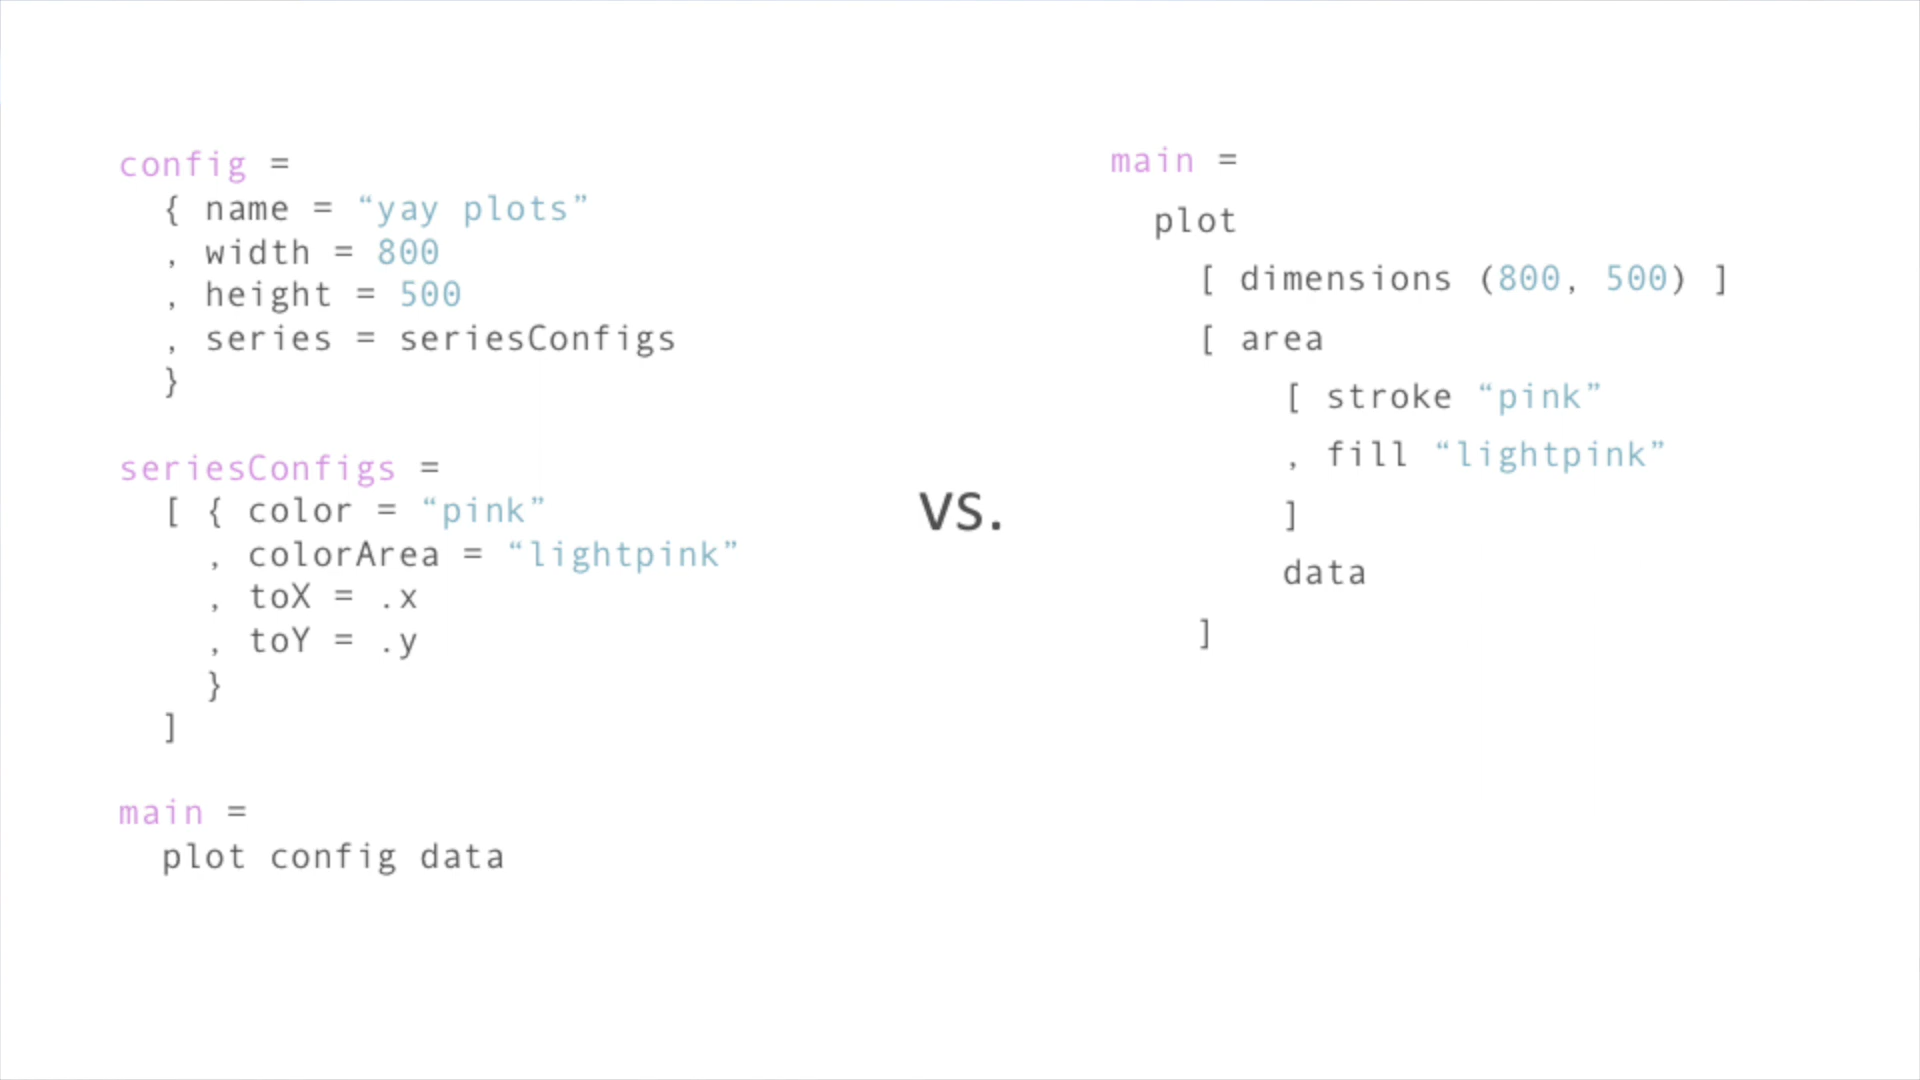 config =
{ name = “yay plots”
, width = 800
, height = 500
, series = seriesConfigs
}
seriesConfigs =
[ { color = “pink”
, colorArea = “lightpink”
, toX = .x
, toY = .y
}
]
main =
plot config data
vs.
main =
plot
[ dimensions (800, 500) ]
[ area
[ stroke “pink”
, fill “lightpink”
]
data
]